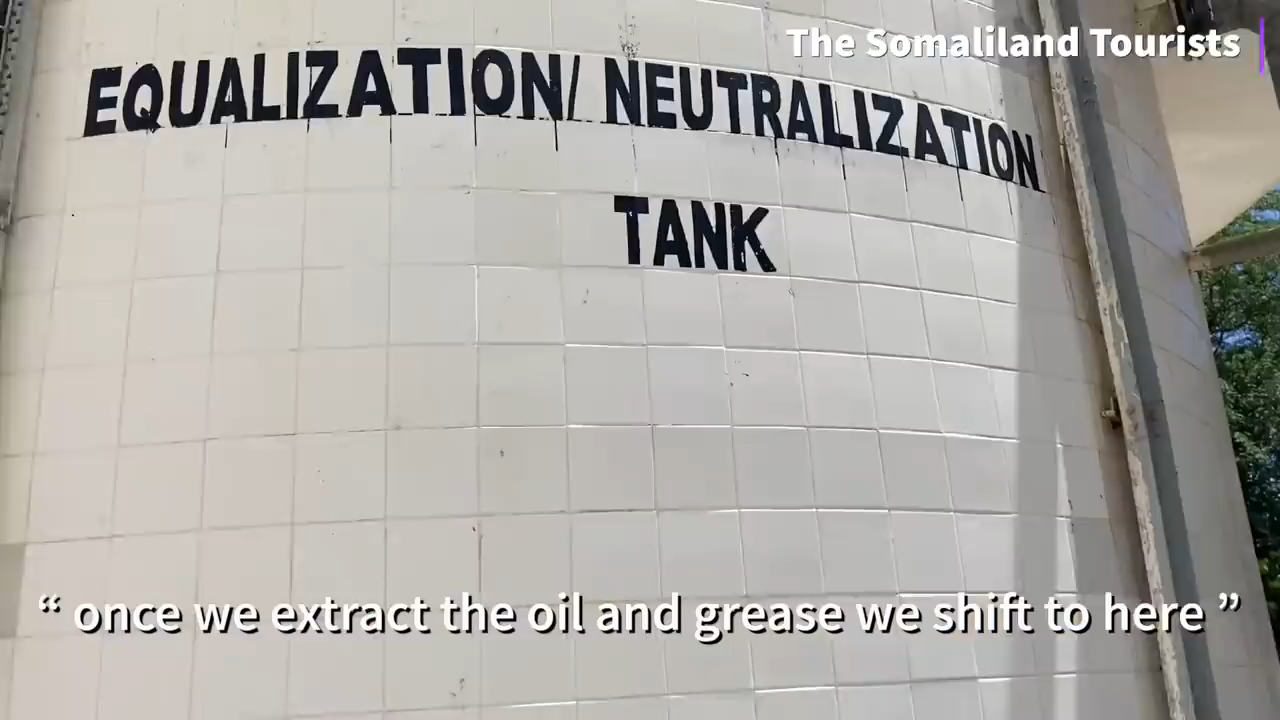 The Somaliland Tourists
EQUALIZATION/ NEUTRALIZATION
TANK
“ once we extract the oil and grease we shift to here ”